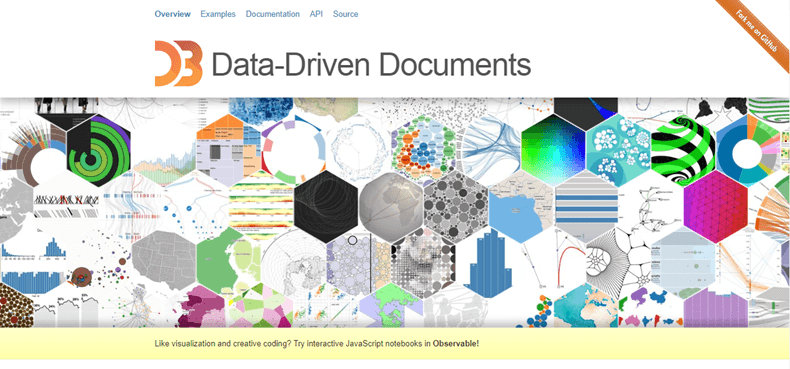 Overview Examples Documentation API Source
Fork me on GitHub
D3 Data-Driven Documents
Like visualization and creative coding? Try interactive JavaScript notebooks in Observable!